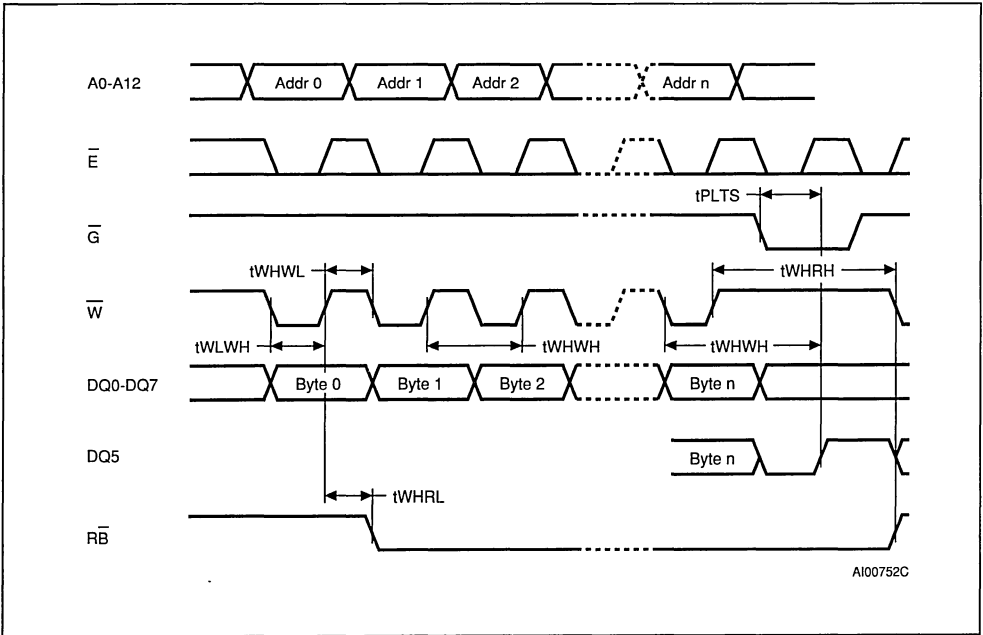 A0-A12 Addr 0 Addr 1 Addr 2 Addr n
E̅
tPLTS
G̅
tWHWL tWHRH
W̅
tWLWH tWHWH tWHWH
DQ0-DQ7 Byte 0 Byte 1 Byte 2 Byte n
DQ5 Byte n
tWHRL
RB̅
AI00752C